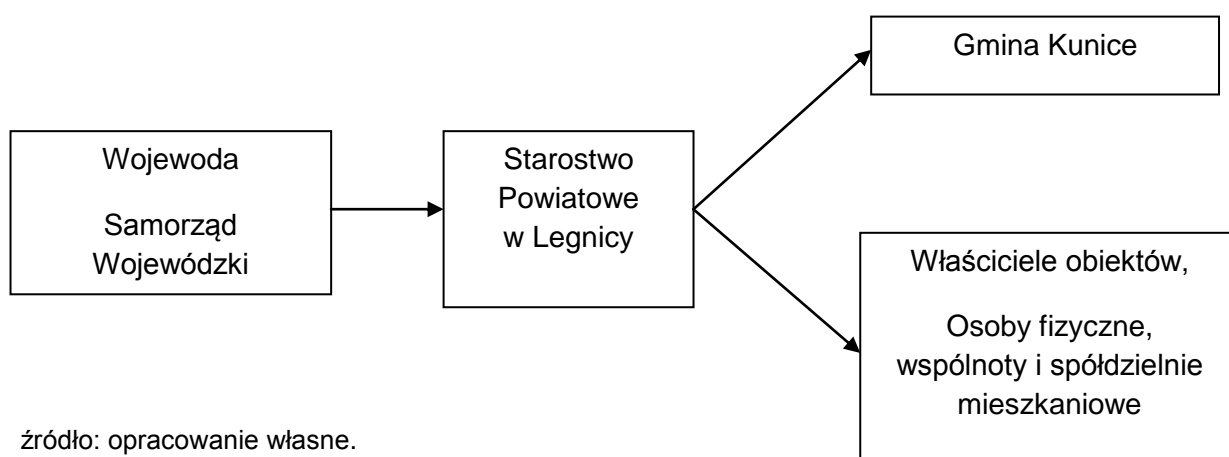 Gmina Kunice
Wojewoda
Samorząd
Wojewódzki
Starostwo
Powiatowe
w Legnicy
Właściciele obiektów,
Osoby fizyczne,
wspólnoty i spółdzielnie
mieszkaniowe
źródło: opracowanie własne.